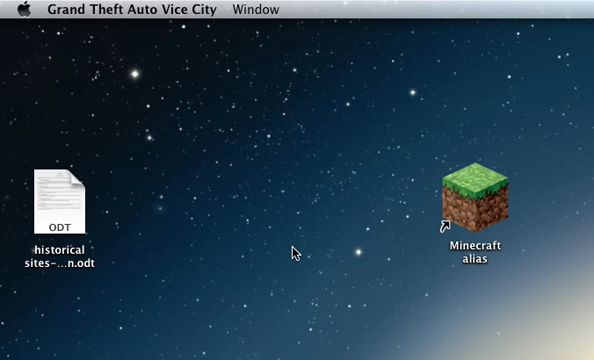 Grand Theft Auto Vice City Window
ODT
historical
sites-...n.odt
Minecraft
alias